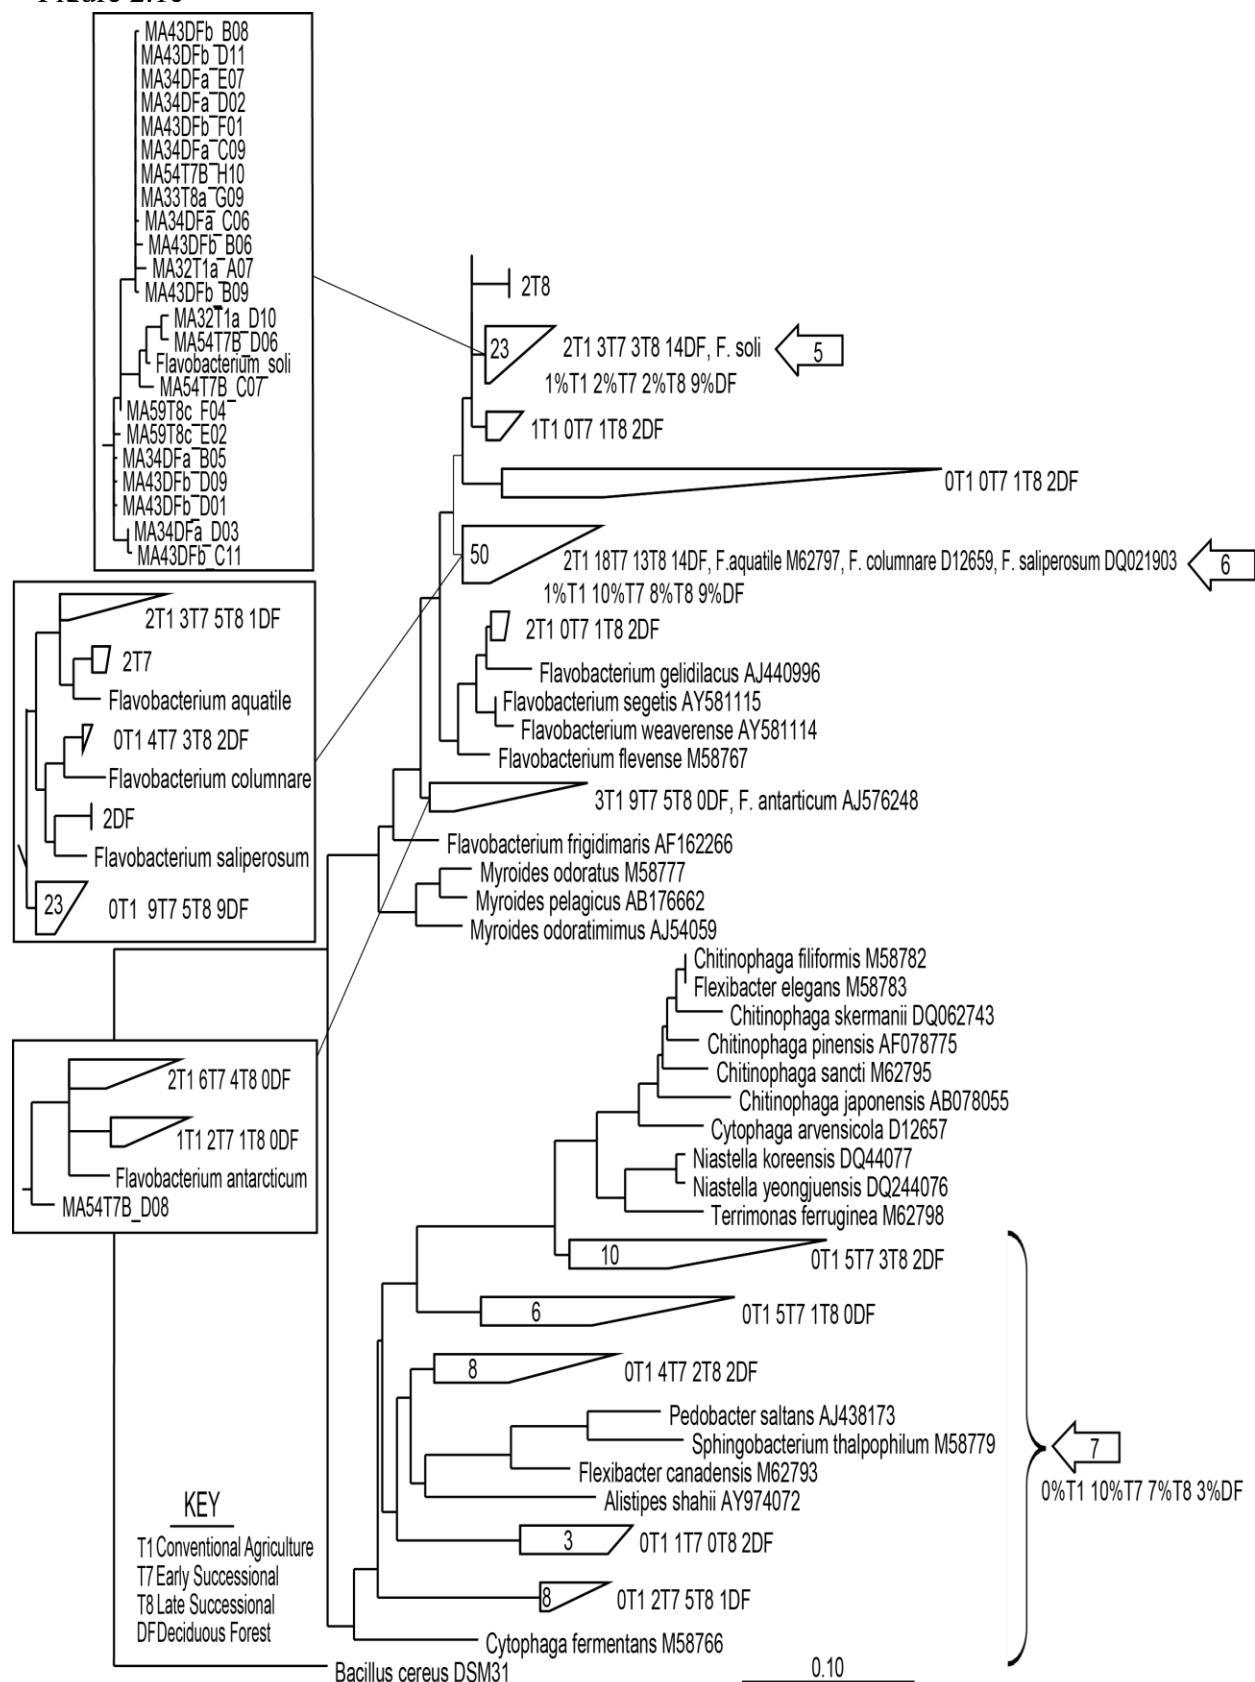 MA43DFb_B08
MA43DFb_D11
MA34DFa_E07
MA34DFa_D02
MA43DFb_F01
MA34DFa_C09
MA54T7B_H10
MA33T8a_G09
MA34DFa_C06
MA43DFb_B06
MA32T1a_A07
MA43DFb_B09
MA32T1a_D10
MA54T7B_D06
Flavobacterium_soli
MA54T7B_C07
MA59T8c_F04
MA59T8c_E02
MA34DFa_B05
MA43DFb_D09
MA43DFb_D01
MA34DFa_D03
MA43DFb_C11
2T1 3T7 5T8 1DF
2T7
Flavobacterium aquatile
0T1 4T7 3T8 2DF
Flavobacterium columnare
2DF
Flavobacterium saliperosum
23
0T1 9T7 5T8 9DF
2T1 6T7 4T8 0DF
1T1 2T7 1T8 0DF
Flavobacterium antarcticum
MA54T7B_D08
KEY
T1 Conventional Agriculture
T7 Early Successional
T8 Late Successional
DF Deciduous Forest
2T8
23
2T1 3T7 3T8 14DF, F. soli
5
1%T1 2%T7 2%T8 9%DF
1T1 0T7 1T8 2DF
0T1 0T7 1T8 2DF
50
2T1 18T7 13T8 14DF, F.aquatile M62797, F. columnare D12659, F. saliperosum DQ021903
6
1%T1 10%T7 8%T8 9%DF
2T1 0T7 1T8 2DF
Flavobacterium gelidilacus AJ440996
Flavobacterium segetis AY581115
Flavobacterium weaverense AY581114
Flavobacterium flevense M58767
3T1 9T7 5T8 0DF, F. antarticum AJ576248
Flavobacterium frigidimaris AF162266
Myroides odoratus M58777
Myroides pelagicus AB176662
Myroides odoratimimus AJ54059
Chitinophaga filiformis M58782
Flexibacter elegans M58783
Chitinophaga skermanii DQ062743
Chitinophaga pinensis AF078775
Chitinophaga sancti M62795
Chitinophaga japonensis AB078055
Cytophaga arvensicola D12657
Niastella koreensis DQ44077
Niastella yeongjuensis DQ244076
Terrimonas ferruginea M62798
10
0T1 5T7 3T8 2DF
6
0T1 5T7 1T8 0DF
8
0T1 4T7 2T8 2DF
Pedobacter saltans AJ438173
Sphingobacterium thalpophilum M58779
Flexibacter canadensis M62793
Alistipes shahii AY974072
7
0%T1 10%T7 7%T8 3%DF
3
0T1 1T7 0T8 2DF
8
0T1 2T7 5T8 1DF
Cytophaga fermentans M58766
Bacillus cereus DSM31
0.10